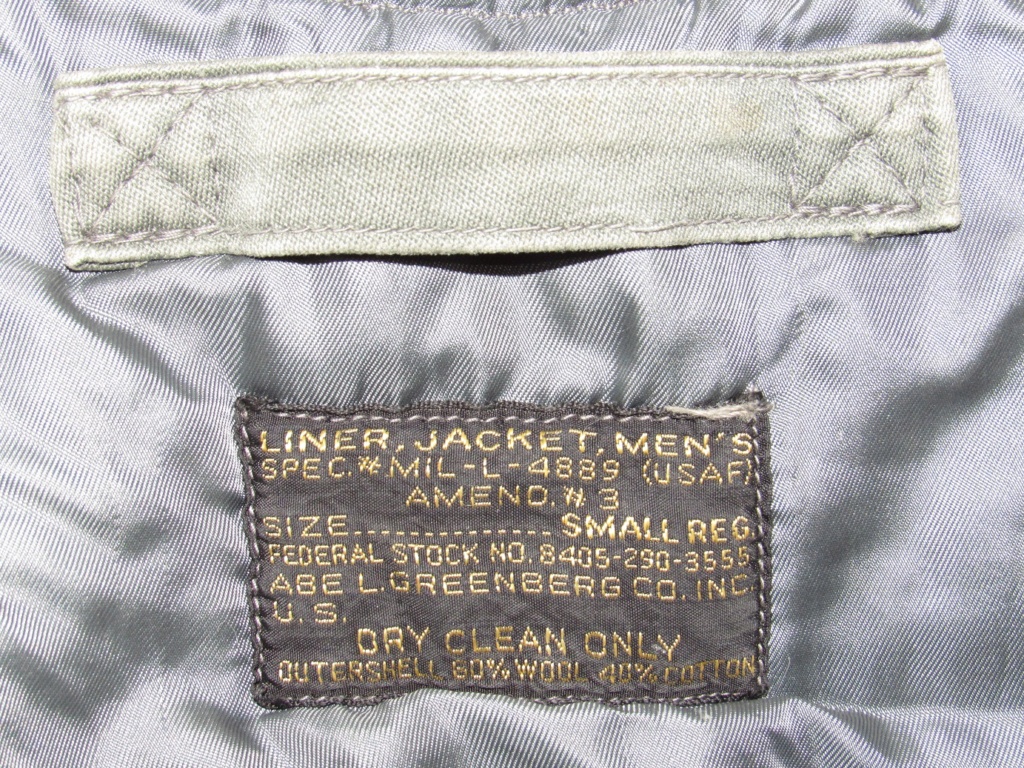 LINER, JACKET, MEN'S
SPEC.# MIL-L-4889 (USAF)
AMEND.# 3
SIZE................SMALL REG.
FEDERAL STOCK NO. 8405-290-3555
ABE L. GREENBERG CO. INC
U.S.
DRY CLEAN ONLY
OUTERSHELL 60% WOOL 40% COTTON